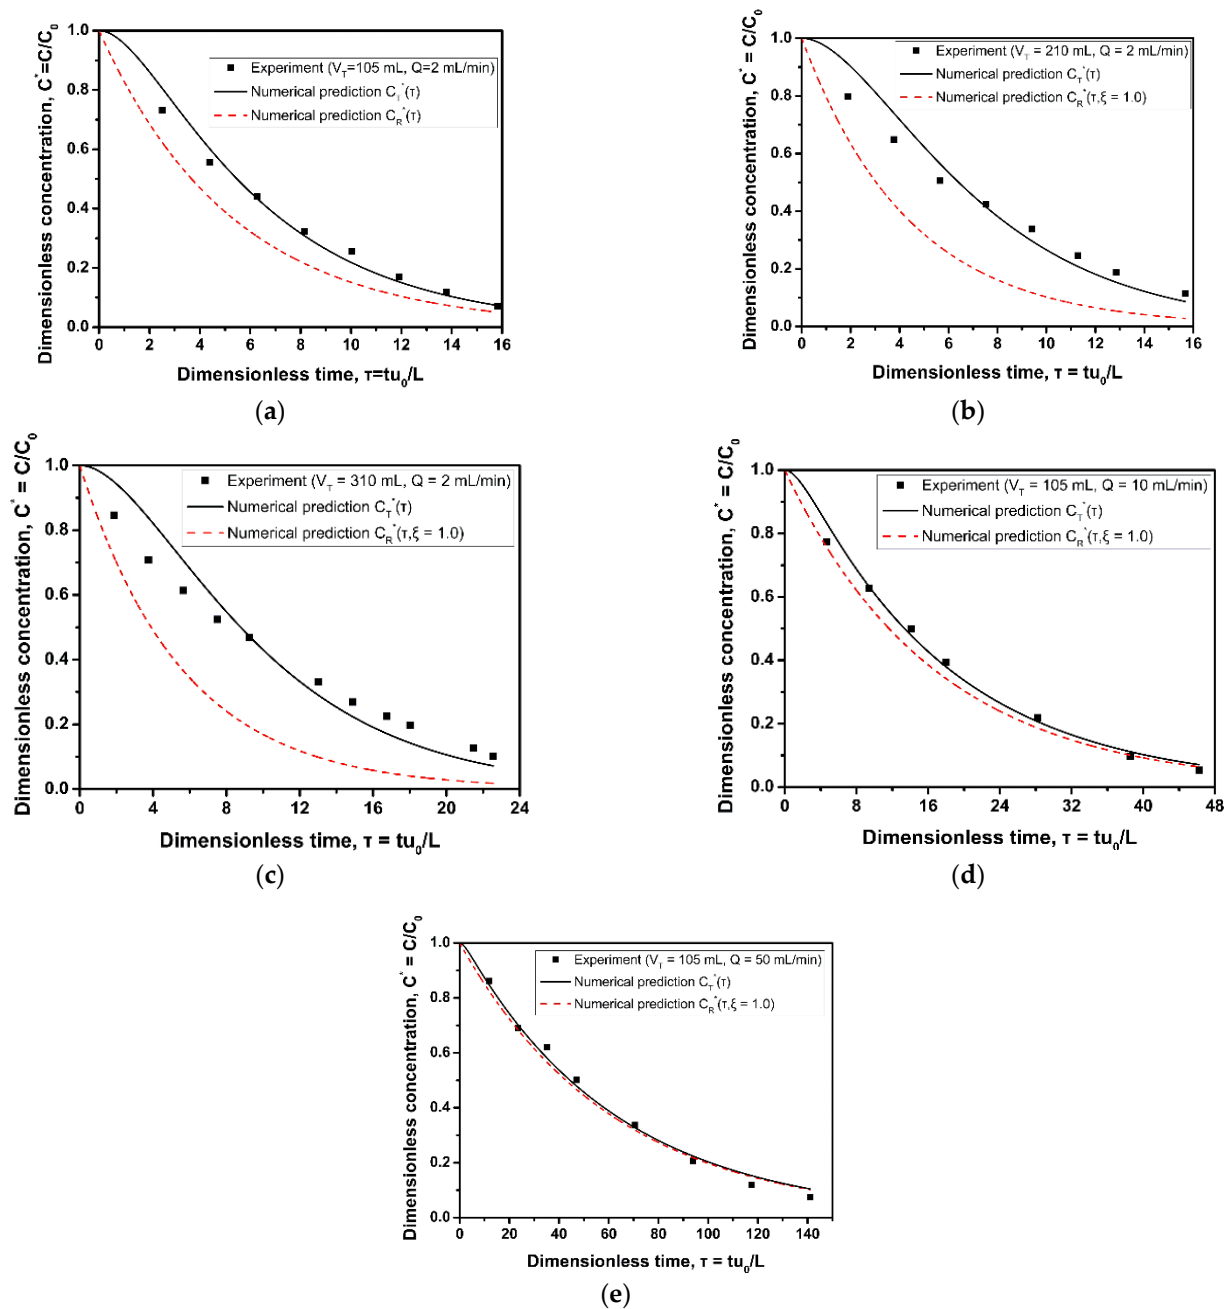 Dimensionless concentration, C*=C/C0
1.0
0.8
0.6
0.4
0.2
0.0
Experiment (VT=105 mL, Q=2 mL/min)
Numerical prediction CT*(τ)
Numerical prediction CR*(τ)
0 2 4 6 8 10 12 14 16
Dimensionless time, τ=tu0/L
(a)
Dimensionless concentration, C* = C/C0
1.0
0.8
0.6
0.4
0.2
0.0
Experiment (VT = 210 mL, Q = 2 mL/min)
Numerical prediction CT*(τ)
Numerical prediction CR*(τ,ξ = 1.0)
0 2 4 6 8 10 12 14 16
Dimensionless time, τ = tu0/L
(b)
Dimensionless concentration, C* = C/C0
1.0
0.8
0.6
0.4
0.2
0.0
Experiment (VT = 310 mL, Q = 2 mL/min)
Numerical prediction CT*(τ)
Numerical prediction CR*(τ,ξ = 1.0)
0 4 8 12 16 20 24
Dimensionless time, τ = tu0/L
(c)
Dimensionless concentration, C* = C/C0
1.0
0.8
0.6
0.4
0.2
0.0
Experiment (VT = 105 mL, Q = 10 mL/min)
Numerical prediction CT*(τ)
Numerical prediction CR*(τ,ξ = 1.0)
0 8 16 24 32 40 48
Dimensionless time, τ = tu0/L
(d)
Dimensionless concentration, C* = C/C0
1.0
0.8
0.6
0.4
0.2
0.0
Experiment (VT = 105 mL, Q = 50 mL/min)
Numerical prediction CT*(τ)
Numerical prediction CR*(τ,ξ = 1.0)
0 20 40 60 80 100 120 140
Dimensionless time, τ = tu0/L
(e)